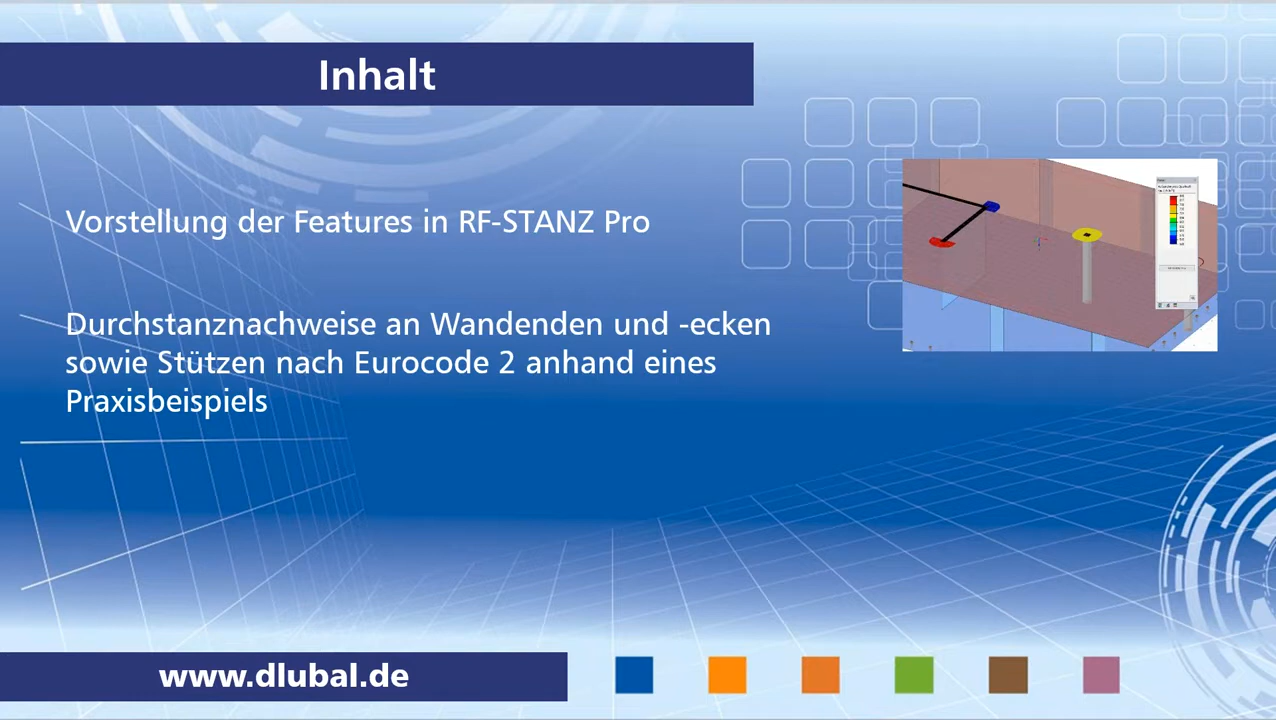 Inhalt
Vorstellung der Features in RF-STANZ Pro
Durchstanznachweise an Wandenden und -ecken
sowie Stützen nach Eurocode 2 anhand eines
Praxisbeispiels
www.dlubal.de